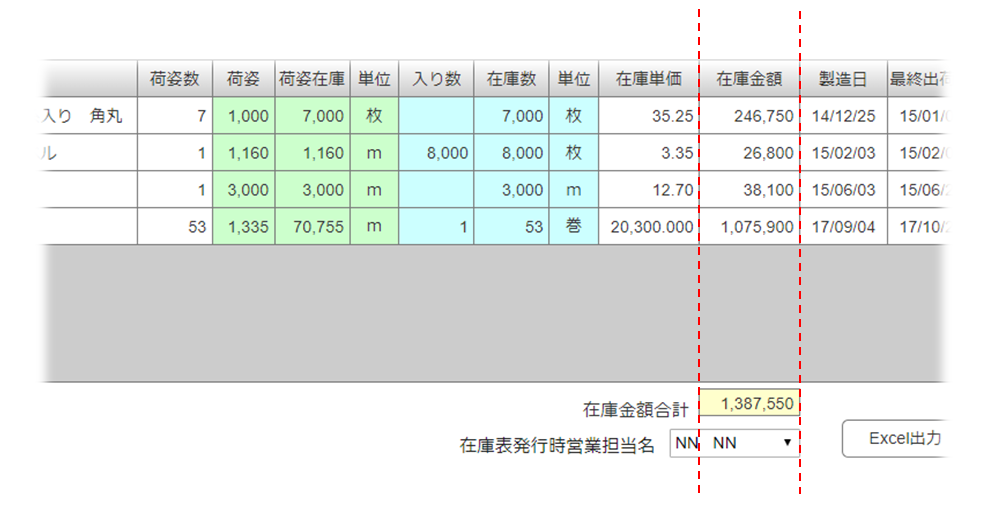 荷姿数 荷姿 荷姿在庫 単位 入り数 在庫数 単位 在庫単価 在庫金額 製造日 最終出荷
入り　角丸 7 1,000 7,000 枚 7,000 枚 35.25 246,750 14/12/25 15/01/
ル 1 1,160 1,160 m 8,000 8,000 枚 3.35 26,800 15/02/03 15/02/
1 3,000 3,000 m 3,000 m 12.70 38,100 15/06/03 15/06/
53 1,335 70,755 m 1 53 巻 20,300.000 1,075,900 17/09/04 17/10/
在庫金額合計 1,387,550
在庫表発行時営業担当名 NN NN ▼ Excel出力